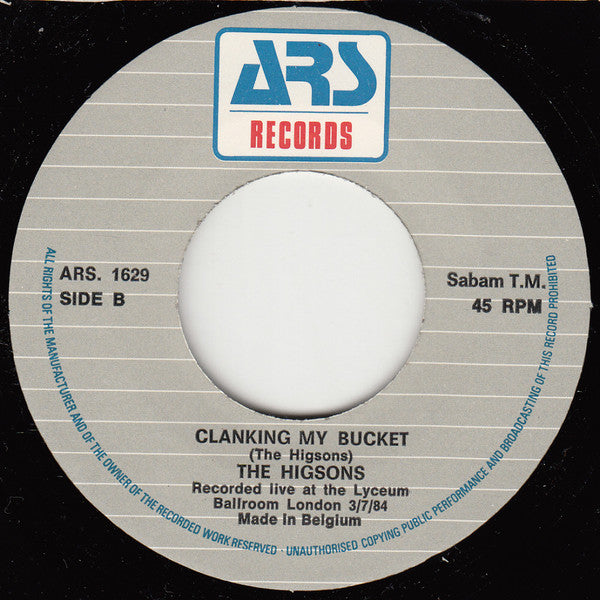 ARS
RECORDS
ARS. 1629
SIDE B
Sabam T.M.
45 RPM
CLANKING MY BUCKET
(The Higsons)
THE HIGSONS
Recorded live at the Lyceum
Ballroom London 3/7/84
Made in Belgium
ALL RIGHTS OF THE MANUFACTURER AND OF THE OWNER OF THE RECORDED WORK RESERVED · UNAUTHORISED COPYING PUBLIC PERFORMANCE AND BROADCASTING OF THIS RECORD PROHIBITED